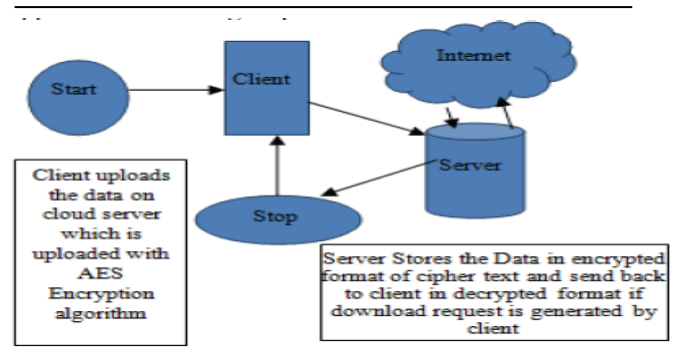 Internet
Client
Start
Server
Client uploads
the data on
cloud server
which is
uploaded with
AES
Encryption
algorithm
Stop
Server Stores the Data in encrypted
format of cipher text and send back
to client in decrypted format if
download request is generated by
client